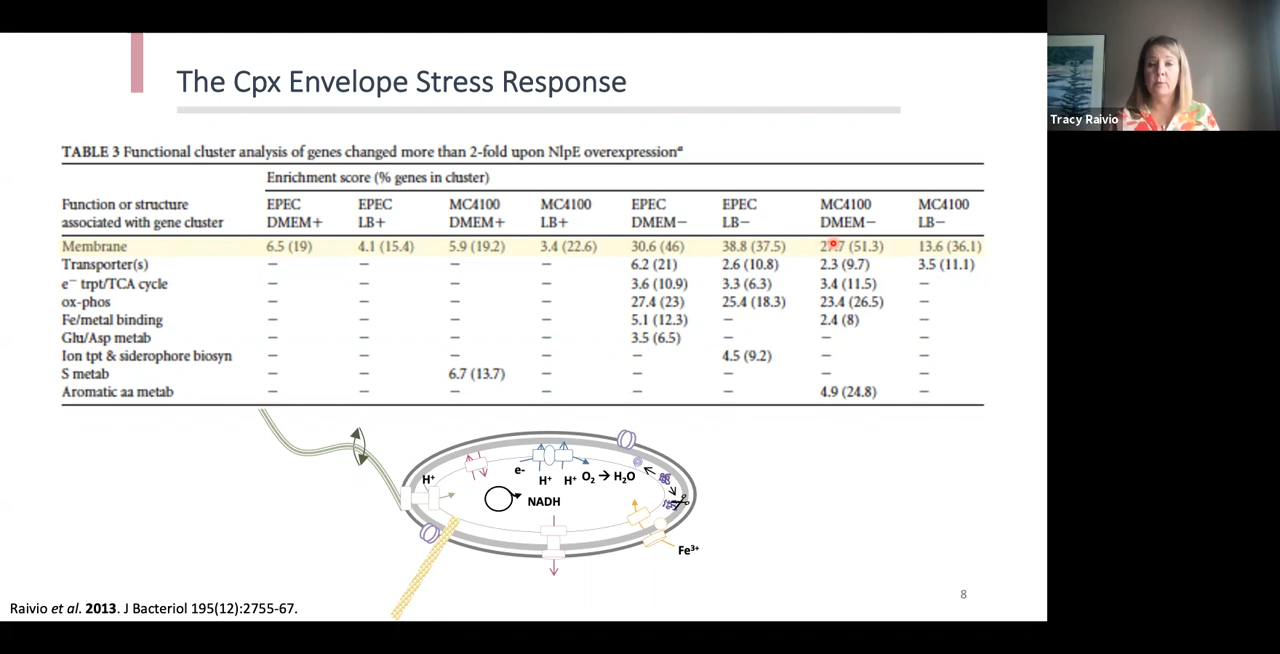 The Cpx Envelope Stress Response
Tracy Raivio
TABLE 3 Functional cluster analysis of genes changed more than 2-fold upon NlpE overexpressionᵃ
Enrichment score (% genes in cluster)
Function or structure EPEC EPEC MC4100 MC4100 EPEC EPEC MC4100 MC4100
associated with gene cluster DMEM+ LB+ DMEM+ LB+ DMEM− LB− DMEM− LB−
Membrane 6.5 (19) 4.1 (15.4) 5.9 (19.2) 3.4 (22.6) 30.6 (46) 38.8 (37.5) (51.3) 13.6 (36.1)
Transporter(s) − − − − 6.2 (21) 2.6 (10.8) 2.3 (9.7) 3.5 (11.1)
e⁻ trpt/TCA cycle − − − − 3.6 (10.9) 3.3 (6.3) 3.4 (11.5) −
ox-phos − − − − 27.4 (23) 25.4 (18.3) 23.4 (26.5) −
Fe/metal binding − − − − 5.1 (12.3) − 2.4 (8) −
Glu/Asp metab − − − − 3.5 (6.5) − − −
Ion tpt & siderophore biosyn − − − − − 4.5 (9.2) − −
S metab − − 6.7 (13.7) − − − − −
Aromatic aa metab − − − − − − 4.9 (24.8) −
H⁺
e-
H⁺ H⁺ O₂ → H₂O
NADH
Fe³⁺
8
Raivio et al. 2013. J Bacteriol 195(12):2755-67.